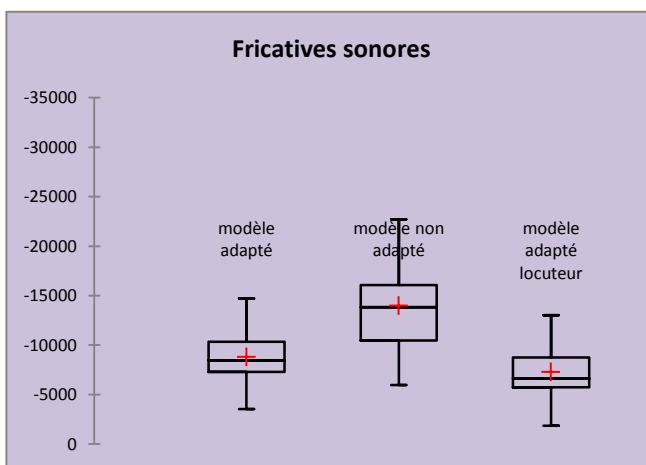 Fricatives sonores
-35000
-30000
-25000
-20000
-15000
-10000
-5000
0
modèle
adapté
modèle non
adapté
modèle
adapté
locuteur